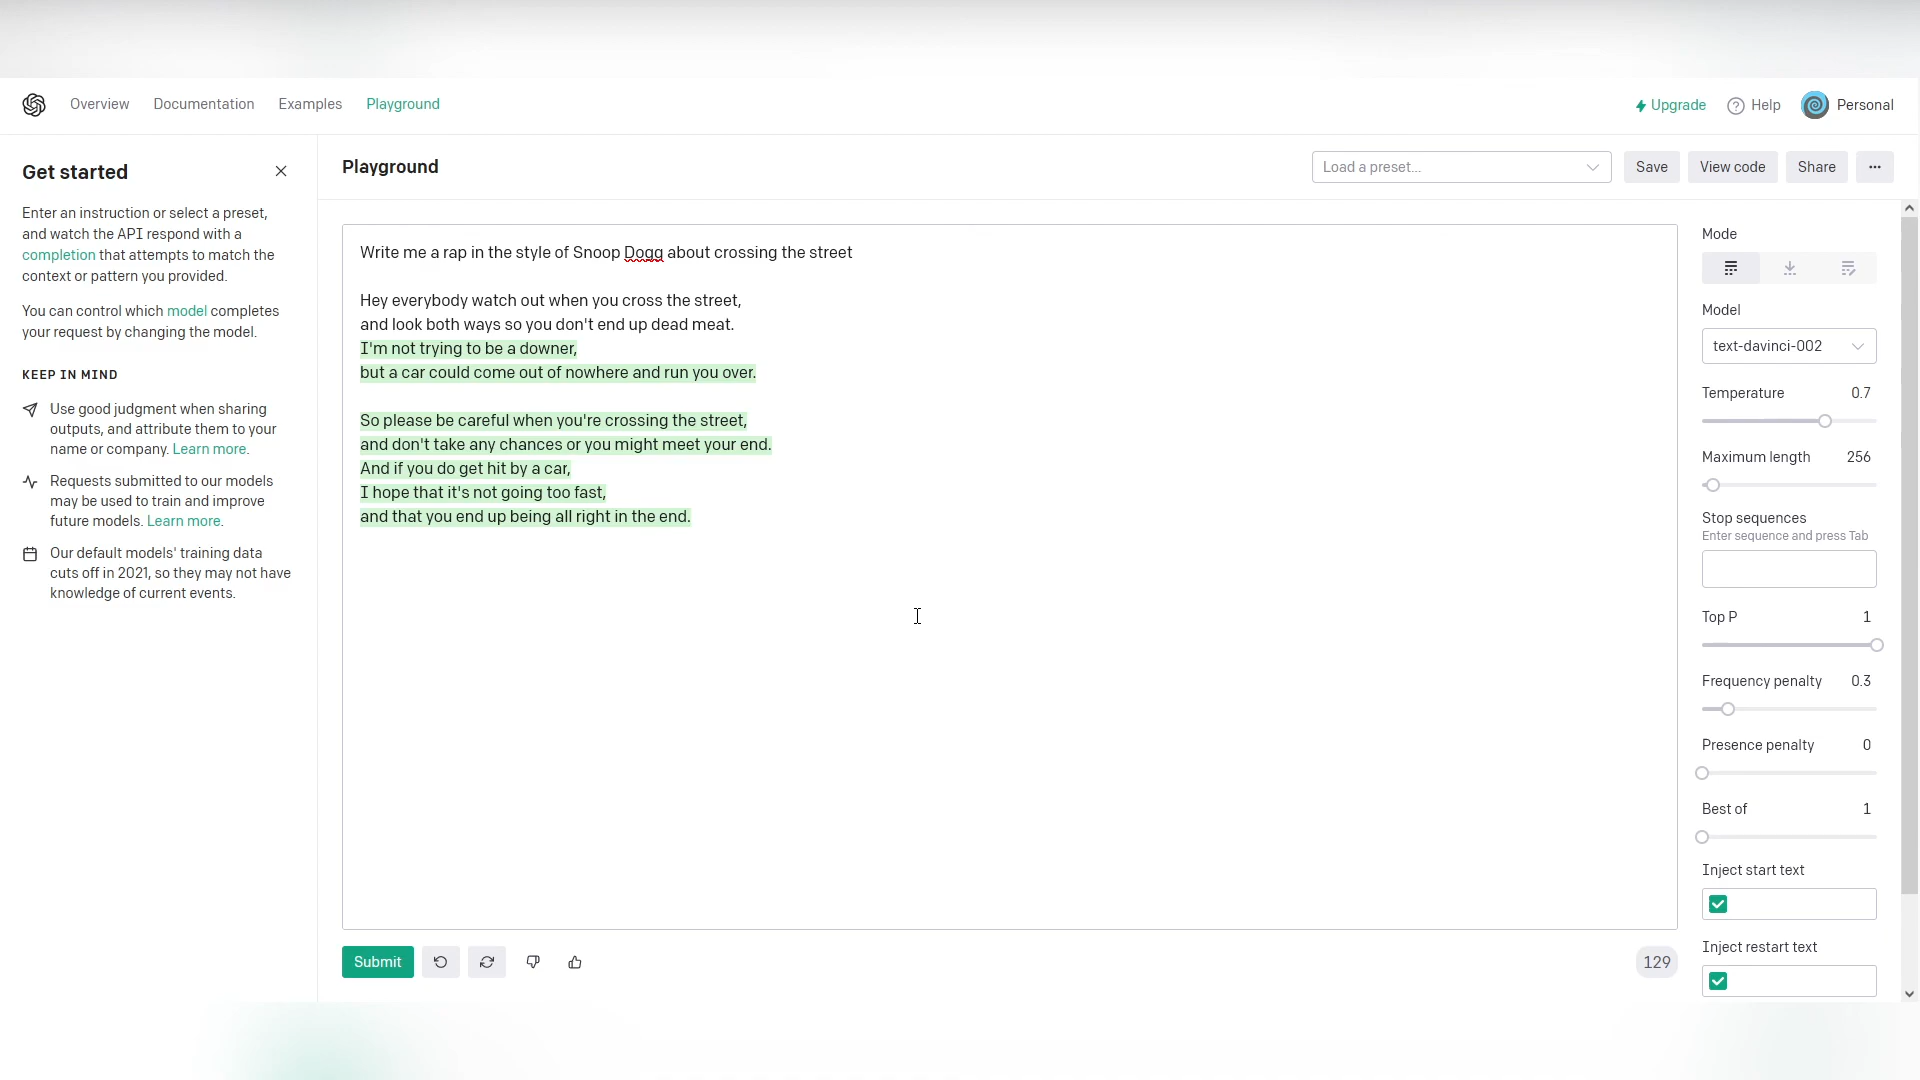 Overview Documentation Examples Playground
Upgrade Help Personal
Get started
Enter an instruction or select a preset,
and watch the API respond with a
completion that attempts to match the
context or pattern you provided.
You can control which model completes
your request by changing the model.
KEEP IN MIND
Use good judgment when sharing
outputs, and attribute them to your
name or company. Learn more.
Requests submitted to our models
may be used to train and improve
future models. Learn more.
Our default models' training data
cuts off in 2021, so they may not have
knowledge of current events.
Playground
Load a preset...
Save
View code
Share
Write me a rap in the style of Snoop Dogg about crossing the street
Hey everybody watch out when you cross the street,
and look both ways so you don't end up dead meat.
I'm not trying to be a downer,
but a car could come out of nowhere and run you over.
So please be careful when you're crossing the street,
and don't take any chances or you might meet your end.
And if you do get hit by a car,
I hope that it's not going too fast,
and that you end up being all right in the end.
Submit
129
Mode
Model
text-davinci-002
Temperature 0.7
Maximum length 256
Stop sequences
Enter sequence and press Tab
Top P 1
Frequency penalty 0.3
Presence penalty 0
Best of 1
Inject start text
Inject restart text